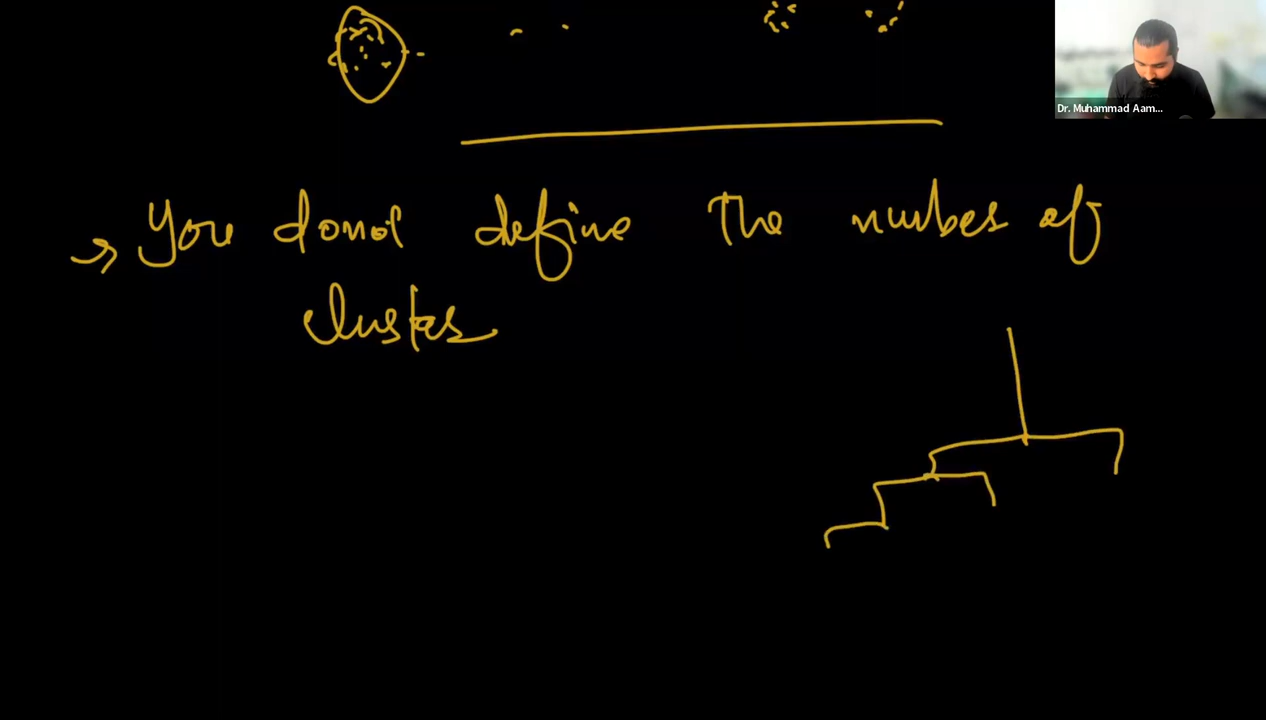 Dr. Muhammad Aam...
→ You donot define the number of
clusters